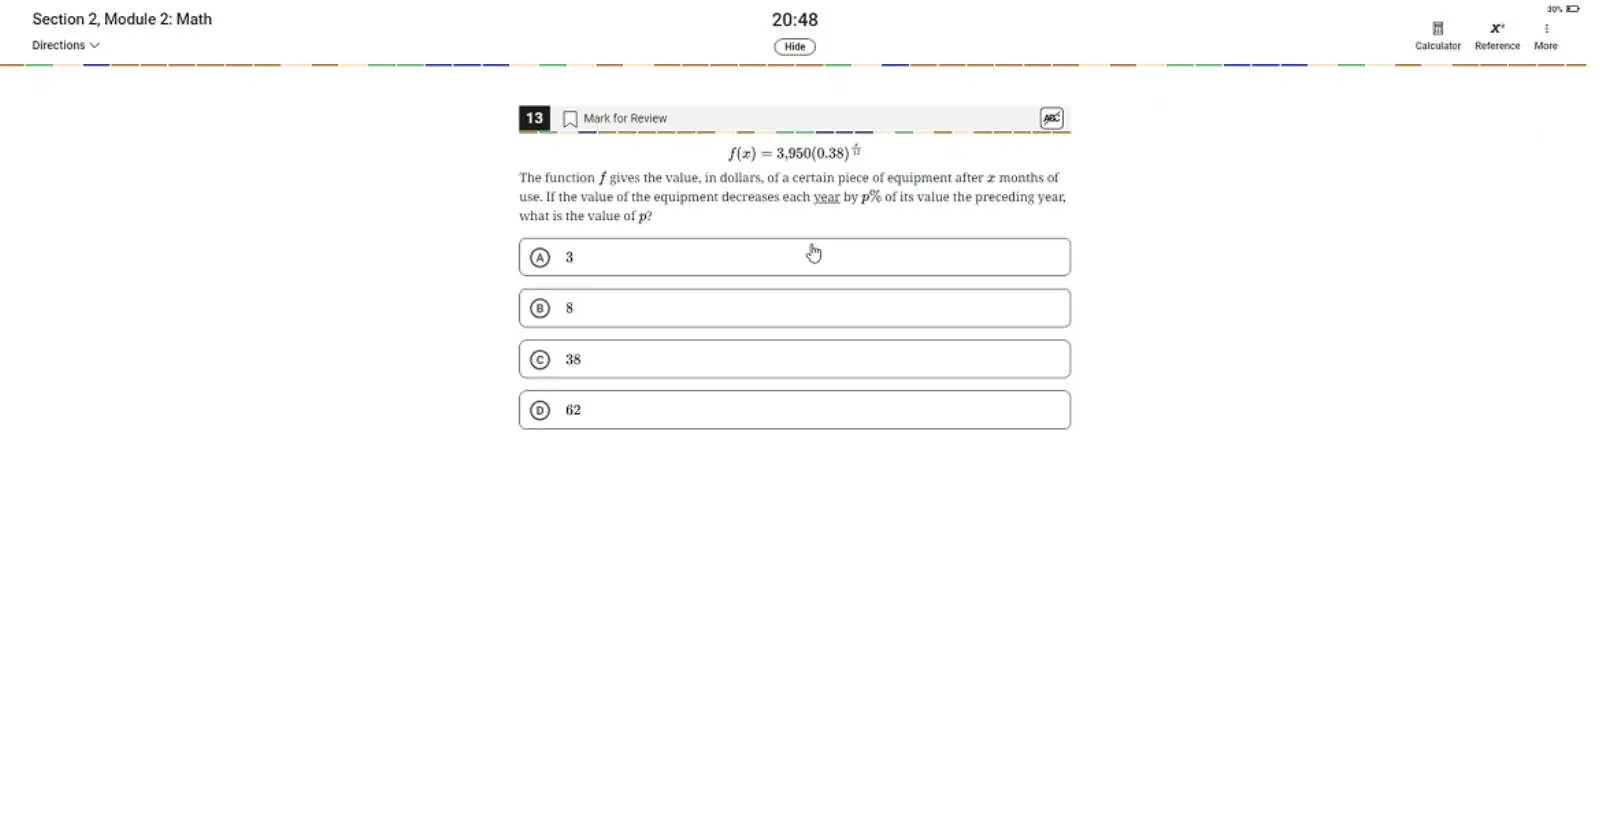 Section 2, Module 2: Math
Directions
20:48
Hide
30%
Calculator
Reference
More
13 Mark for Review
ABC
f(x) = 3,950(0.38)^{x/12}
The function f gives the value, in dollars, of a certain piece of equipment after x months of
use. If the value of the equipment decreases each year by p% of its value the preceding year,
what is the value of p?
A 3
B 8
C 38
D 62